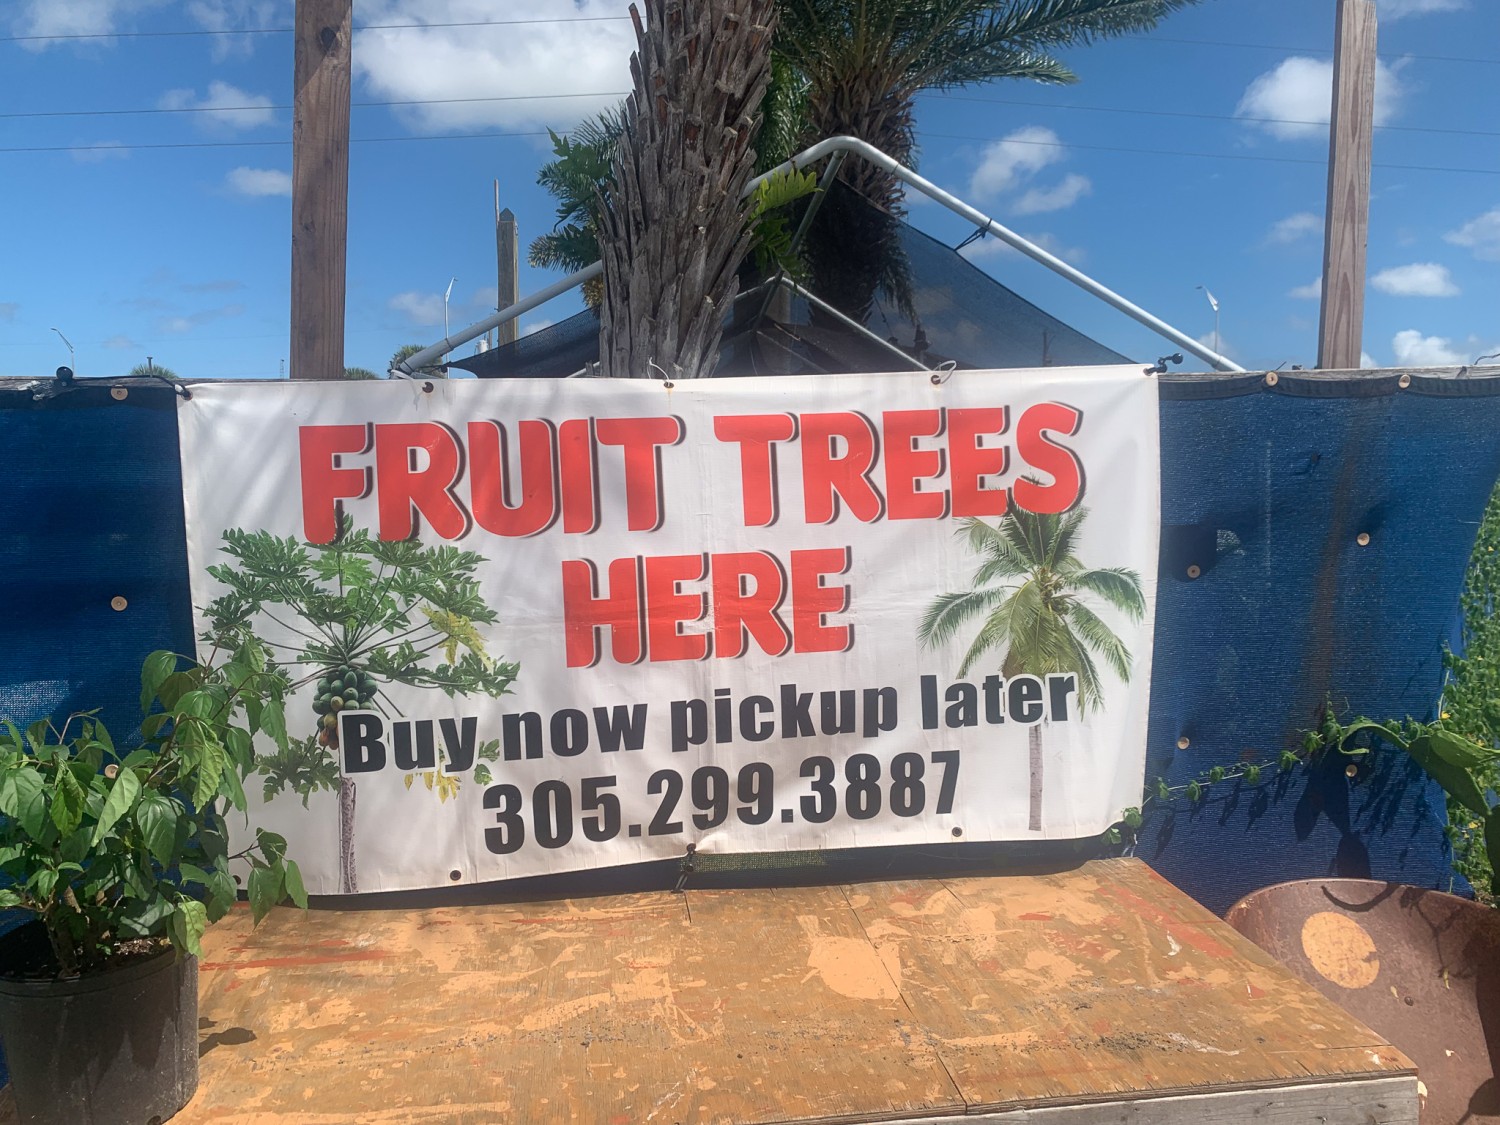 FRUIT TREES
HERE
Buy now pickup later
305.299.3887